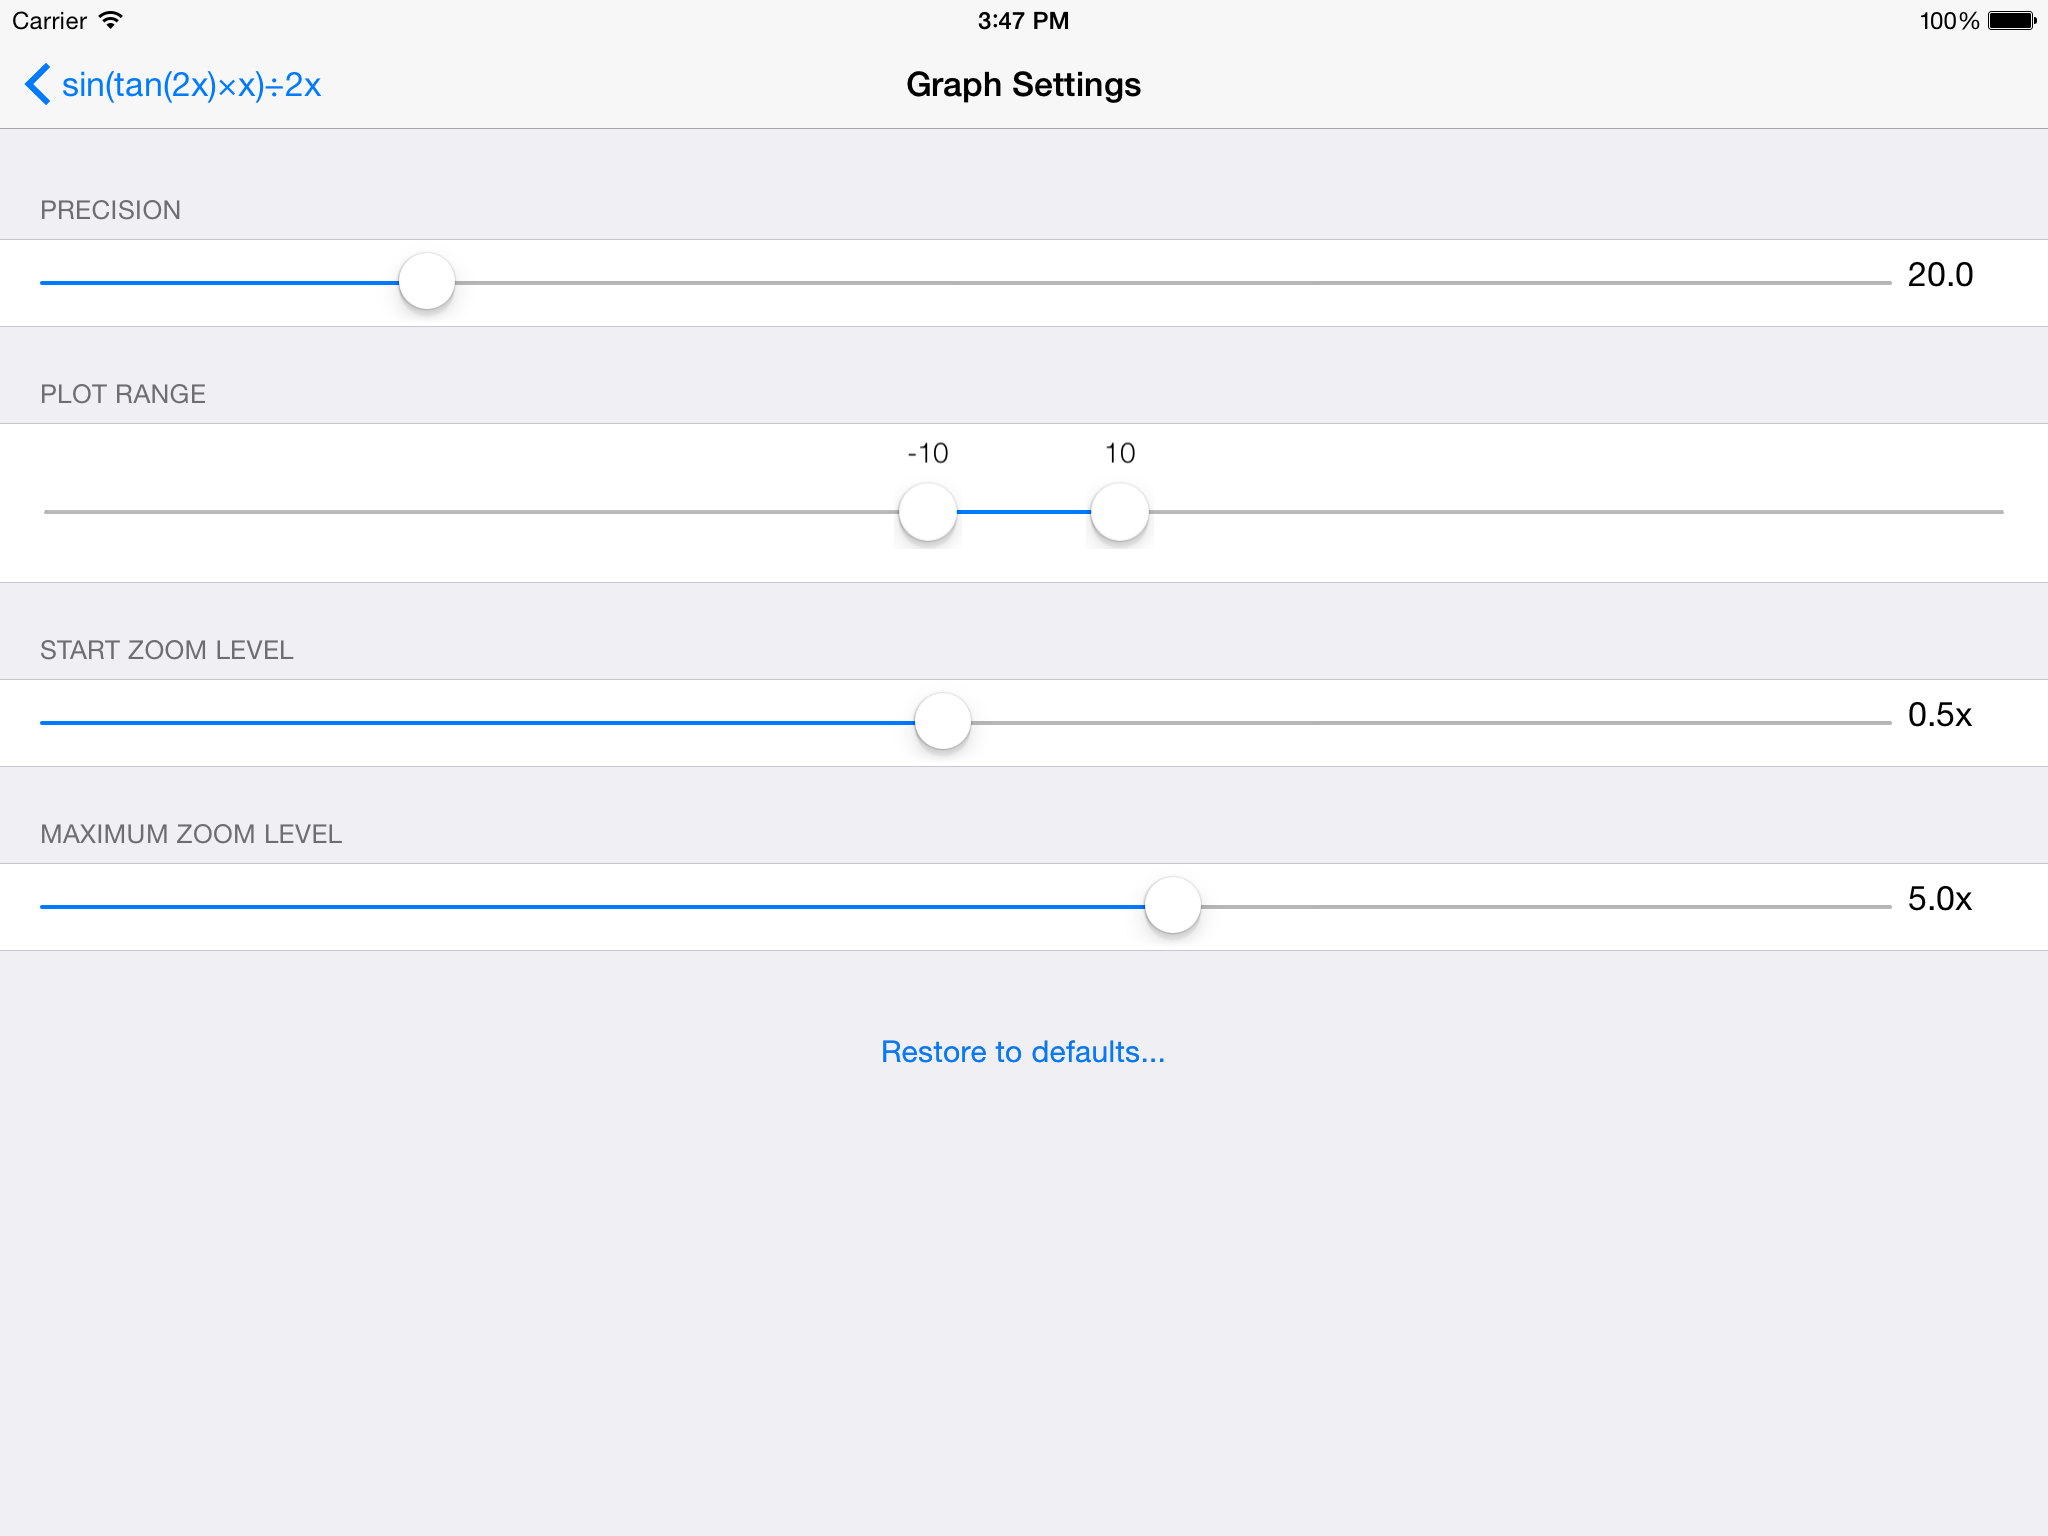 Carrier 3:47 PM 100%
sin(tan(2x)×x)÷2x Graph Settings
PRECISION
20.0
PLOT RANGE
-10 10
START ZOOM LEVEL
0.5x
MAXIMUM ZOOM LEVEL
5.0x
Restore to defaults...